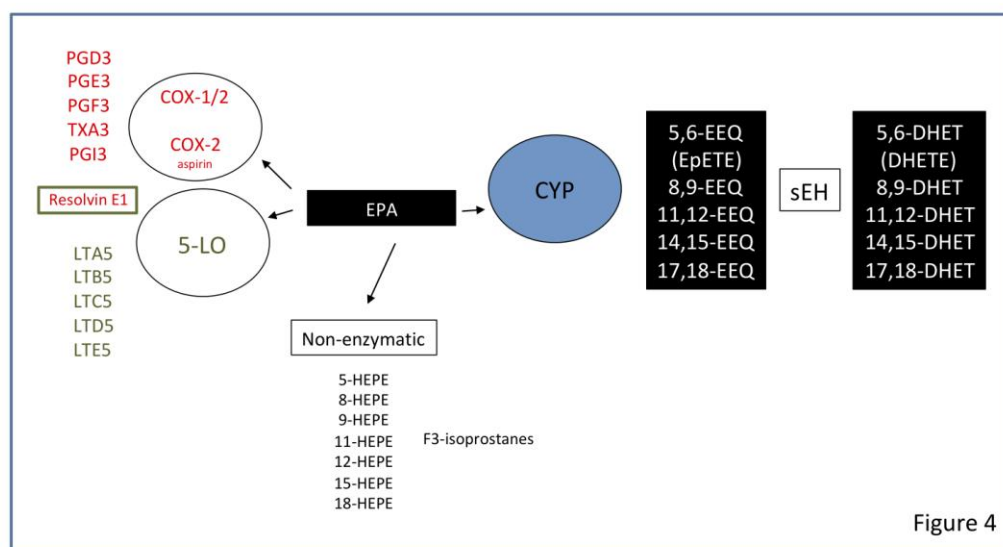 PGD3
PGE3
PGF3
TXA3
PGI3
COX-1/2
COX-2
aspirin
Resolvin E1
5-LO
LTA5
LTB5
LTC5
LTD5
LTE5
EPA
CYP
5,6-EEQ
(EpETE)
8,9-EEQ
11,12-EEQ
14,15-EEQ
17,18-EEQ
sEH
5,6-DHET
(DHETE)
8,9-DHET
11,12-DHET
14,15-DHET
17,18-DHET
Non-enzymatic
5-HEPE
8-HEPE
9-HEPE
11-HEPE
12-HEPE
15-HEPE
18-HEPE
F3-isoprostanes
Figure 4